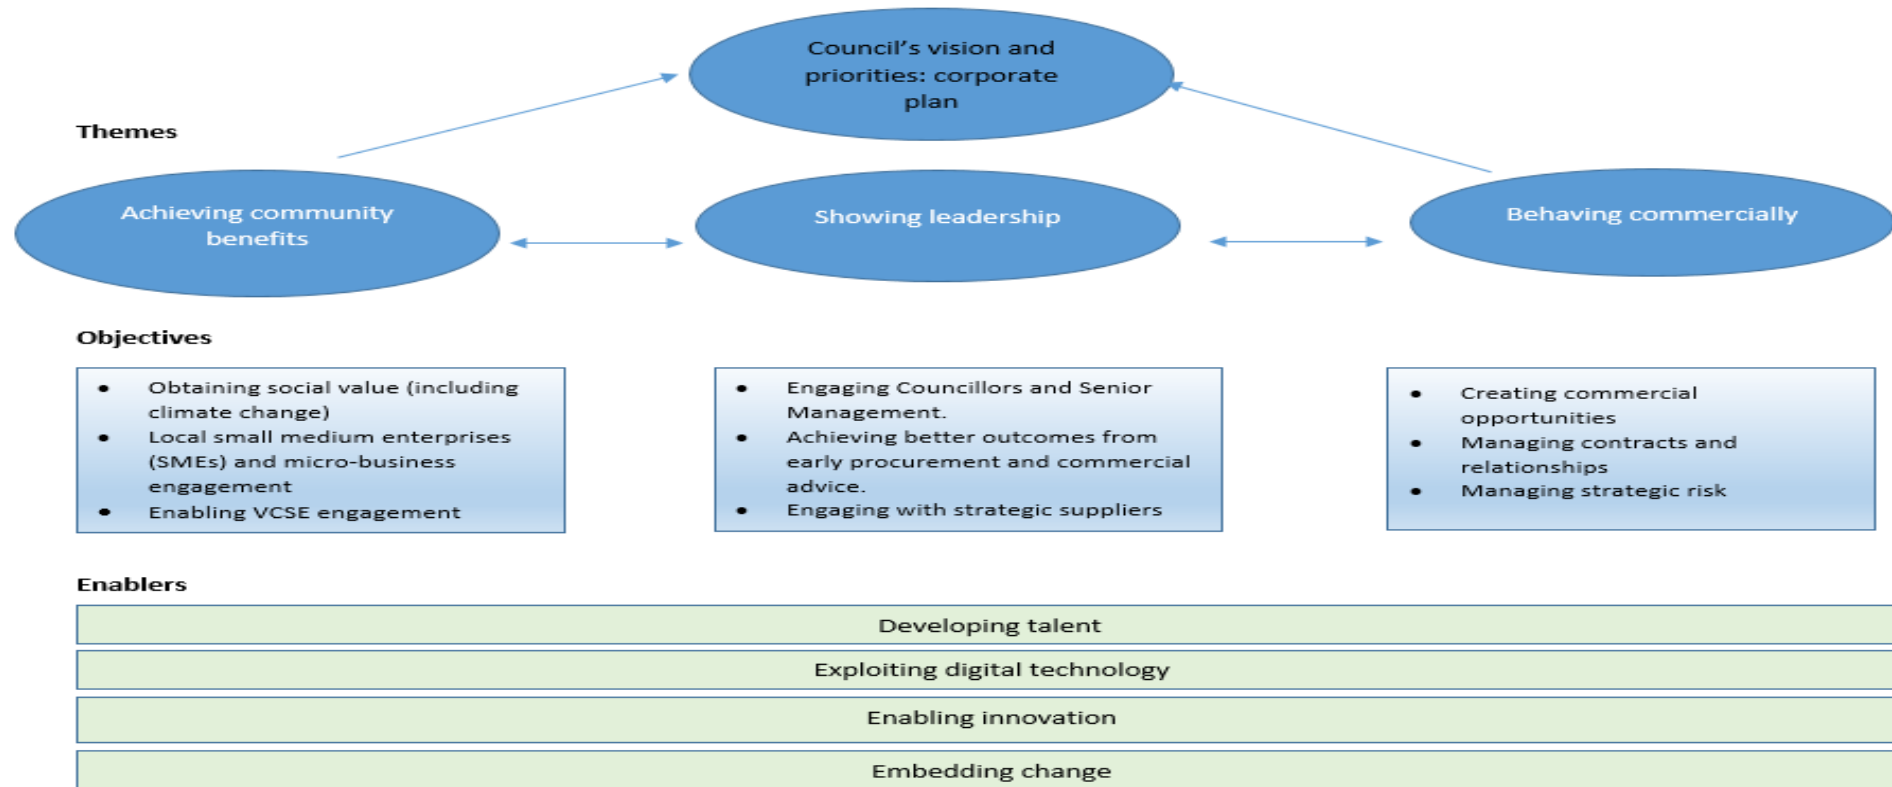 Council's vision and
priorities: corporate
plan
Themes
Achieving community
benefits
Showing leadership
Behaving commercially
Objectives
• Obtaining social value (including
climate change)
• Local small medium enterprises
(SMEs) and micro-business
engagement
• Enabling VCSE engagement
• Engaging Councillors and Senior
Management.
• Achieving better outcomes from
early procurement and commercial
advice.
• Engaging with strategic suppliers
• Creating commercial
opportunities
• Managing contracts and
relationships
• Managing strategic risk
Enablers
Developing talent
Exploiting digital technology
Enabling innovation
Embedding change